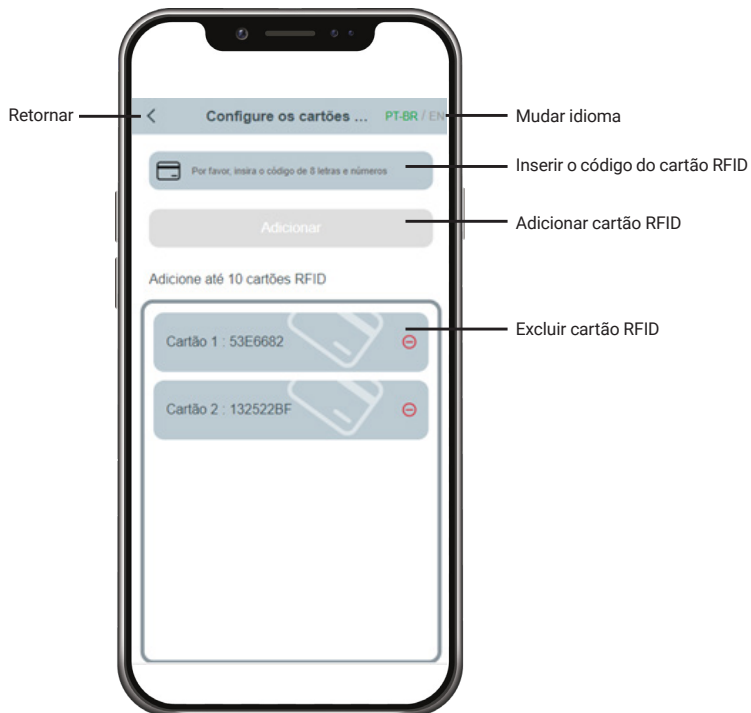 Retornar
Configure os cartões ...
PT-BR / EN
Mudar idioma
Por favor, insira o código de 8 letras e números
Inserir o código do cartão RFID
Adicionar
Adicionar cartão RFID
Adicione até 10 cartões RFID
Cartão 1 : 53E6682
Excluir cartão RFID
Cartão 2 : 132522BF